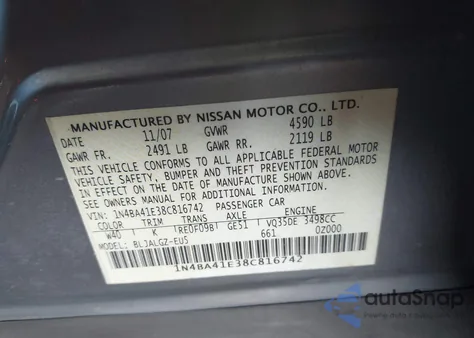 MANUFACTURED BY NISSAN MOTOR CO., LTD.
DATE 11/07 GVWR 4590 LB
GAWR FR. 2491 LB GAWR RR. 2119 LB
THIS VEHICLE CONFORMS TO ALL APPLICABLE FEDERAL MOTOR
VEHICLE SAFETY, BUMPER AND THEFT PREVENTION STANDARDS
IN EFFECT ON THE DATE OF MANUFACTURE SHOWN ABOVE.
SEE OWNERS MANUAL FOR ADDITIONAL INFORMATION
VIN: 1N4BA41E38C816742 PASSENGER CAR
COLOR TRIM TRANS AXLE ENGINE
W40 K RE0F09B GE51 VQ35DE 3498CC
MODEL: BLJALGZ-EU5 661 0Z000
1N4BA41E38C816742
autoSnap